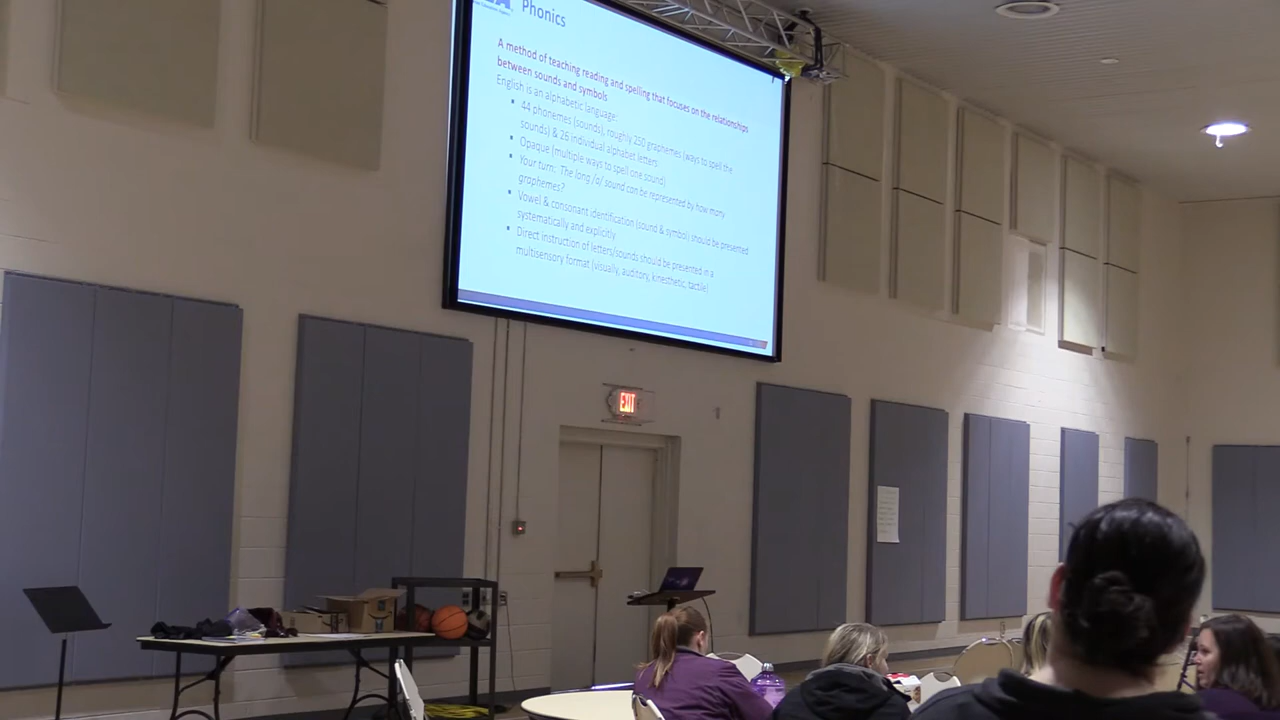 Phonics
A method of teaching reading and spelling that focuses on the relationships
between sounds and symbols
English is an alphabetic language:
44 phonemes (sounds), roughly 250 graphemes (ways to spell the
sounds) & 26 individual alphabet letters
Opaque (multiple ways to spell one sound)
Your turn: The long /o/ sound can be represented by how many
graphemes?
Vowel & consonant identification (sound & symbol) should be presented
systematically and explicitly
Direct instruction of letters/sounds should be presented in a
multisensory format (visually, auditory, kinesthetic, tactile)
EXIT